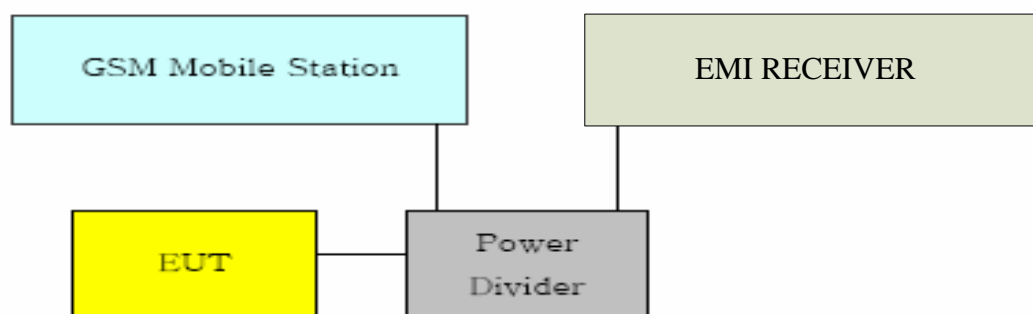 GSM Mobile Station
EMI RECEIVER
EUT
Power
Divider